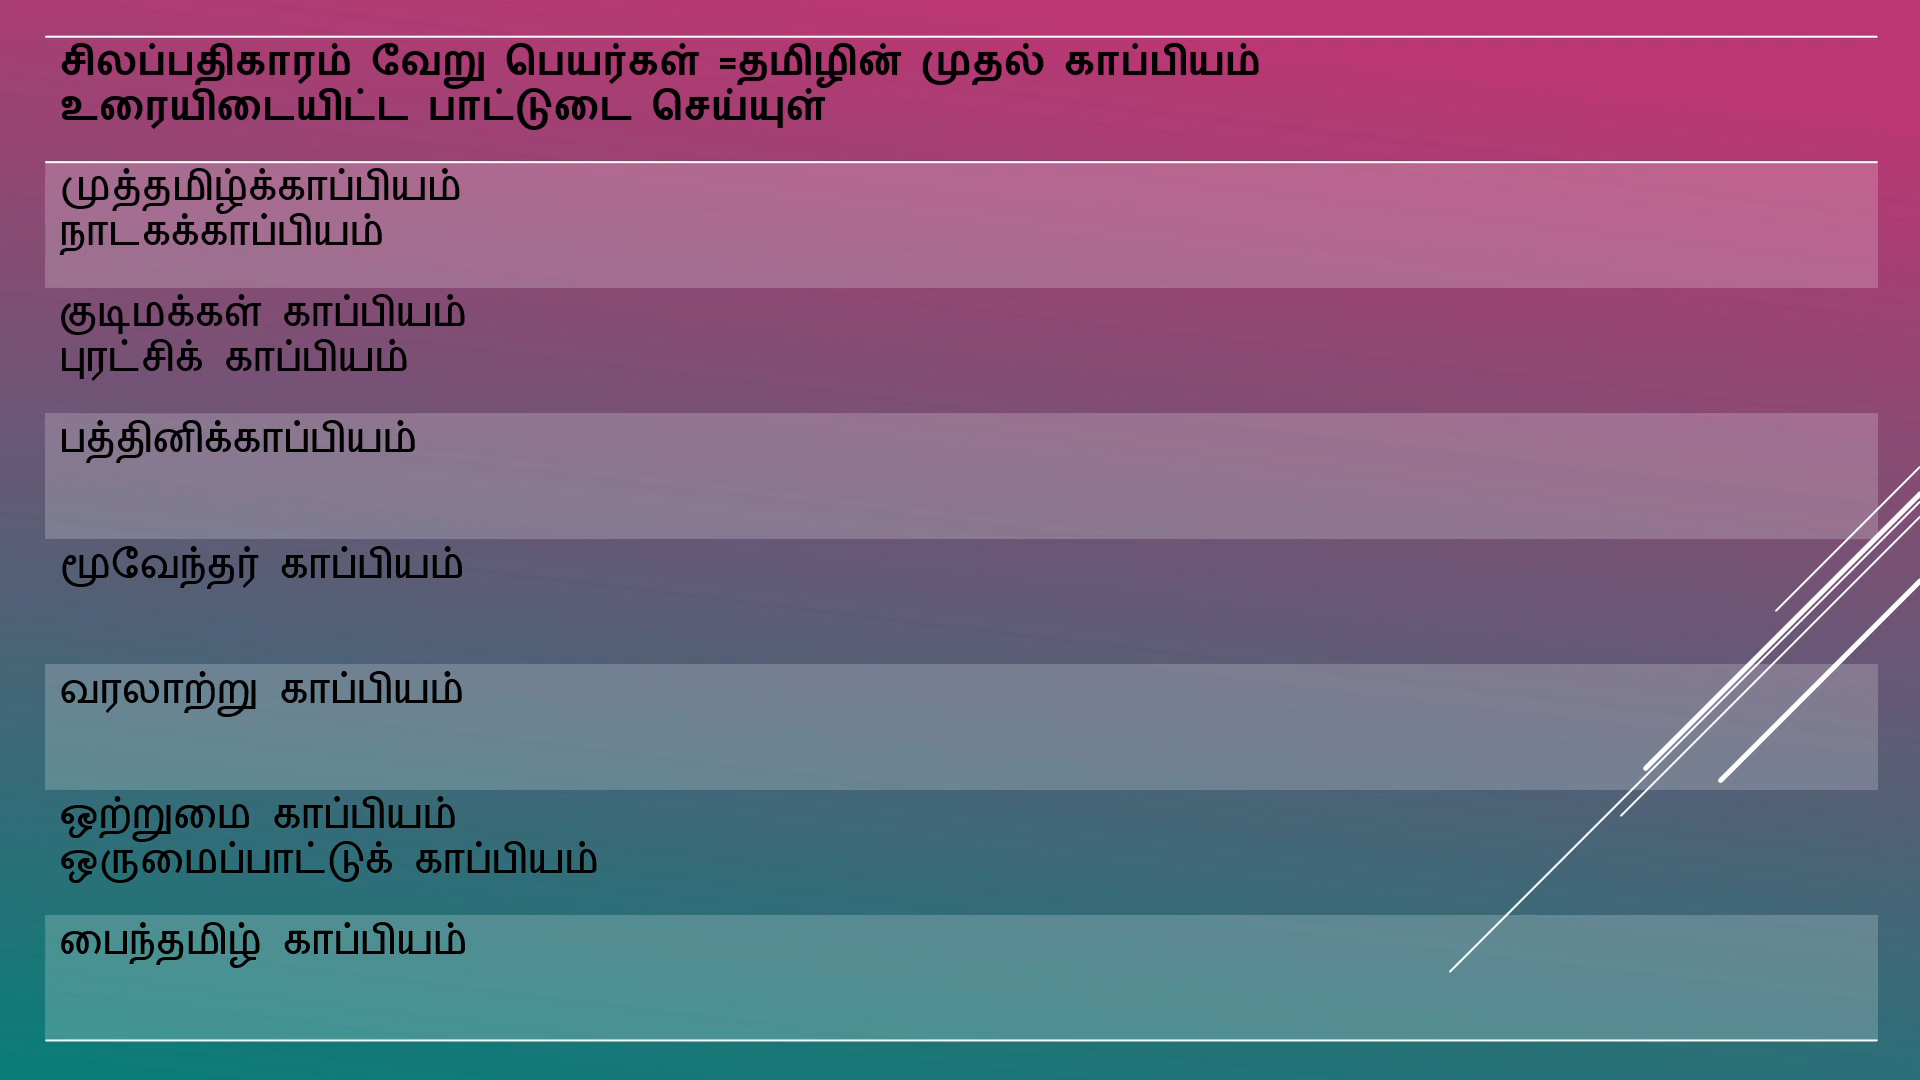 சிலப்பதிகாரம் வேறு பெயர்கள் =தமிழின் முதல் காப்பியம்
உரையிடையிட்ட பாட்டுடை செய்யுள்
முத்தமிழ்க்காப்பியம்
நாடகக்காப்பியம்
குடிமக்கள் காப்பியம்
புரட்சிக் காப்பியம்
பத்தினிக்காப்பியம்
மூவேந்தர் காப்பியம்
வரலாற்று காப்பியம்
ஒற்றுமை காப்பியம்
ஒருமைப்பாட்டுக் காப்பியம்
பைந்தமிழ் காப்பியம்